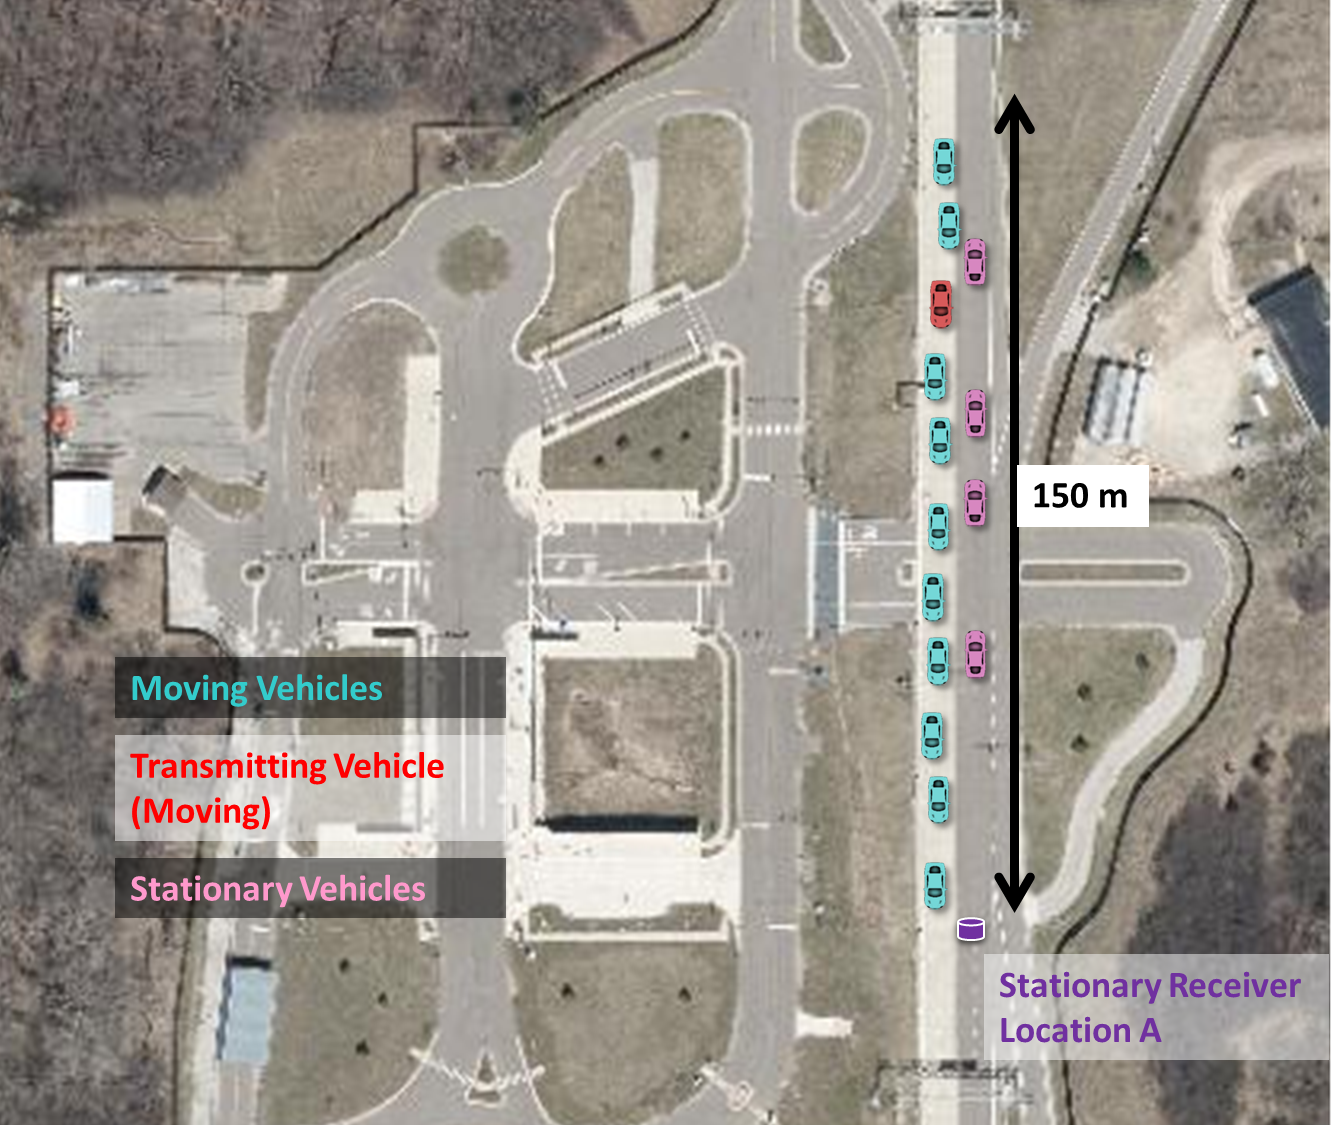 150 m
Moving Vehicles
Transmitting Vehicle
(Moving)
Stationary Vehicles
Stationary Receiver
Location A